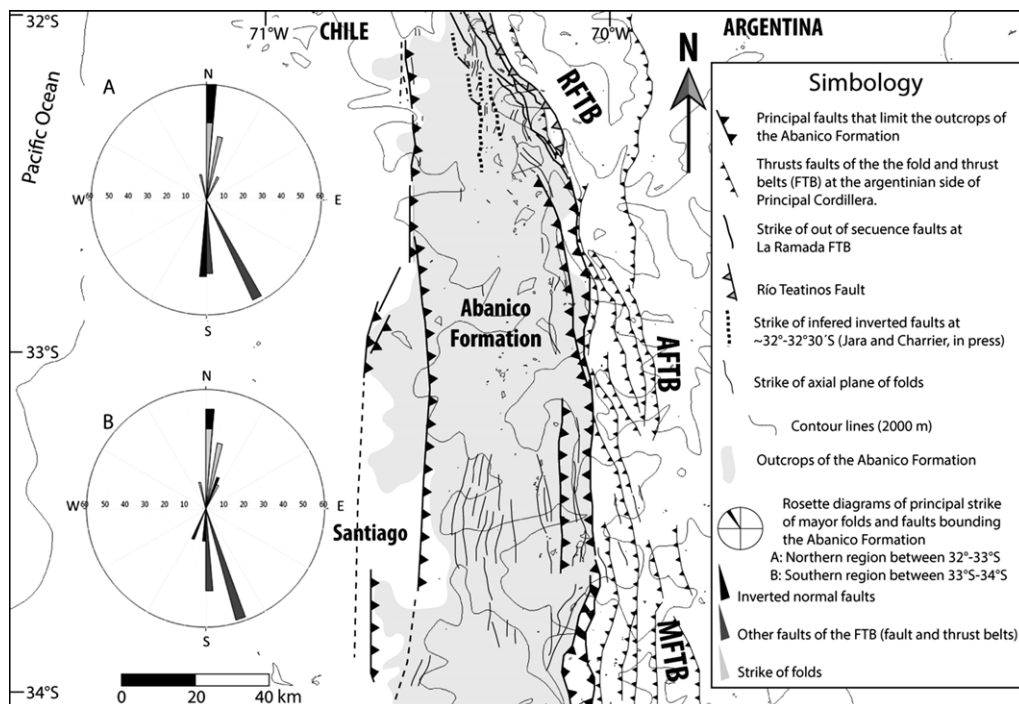 32°S
71°W
CHILE
70°W
ARGENTINA
Pacific Ocean
N
RFTB
A
N
W
60 50 40 30 20 10
10 20 30 40 50 60
E
S
33°S
Abanico
Formation
AFTB
B
N
W
60 50 40 30 20 10
10 20 30 40 50 60
E
S
Santiago
MFTB
34°S
0 20 40 km
Simbology
Principal faults that limit the outcrops of
the Abanico Formation
Thrusts faults of the the fold and thrust
belts (FTB) at the argentinian side of
Principal Cordillera.
Strike of out of secuence faults at
La Ramada FTB
Río Teatinos Fault
Strike of infered inverted faults at
~32°-32°30´S (Jara and Charrier, in press)
Strike of axial plane of folds
Contour lines (2000 m)
Outcrops of the Abanico Formation
Rosette diagrams of principal strike
of mayor folds and faults bounding
the Abanico Formation
A: Northern region between 32°-33°S
B: Southern region between 33°S-34°S
Inverted normal faults
Other faults of the FTB (fault and thrust belts)
Strike of folds